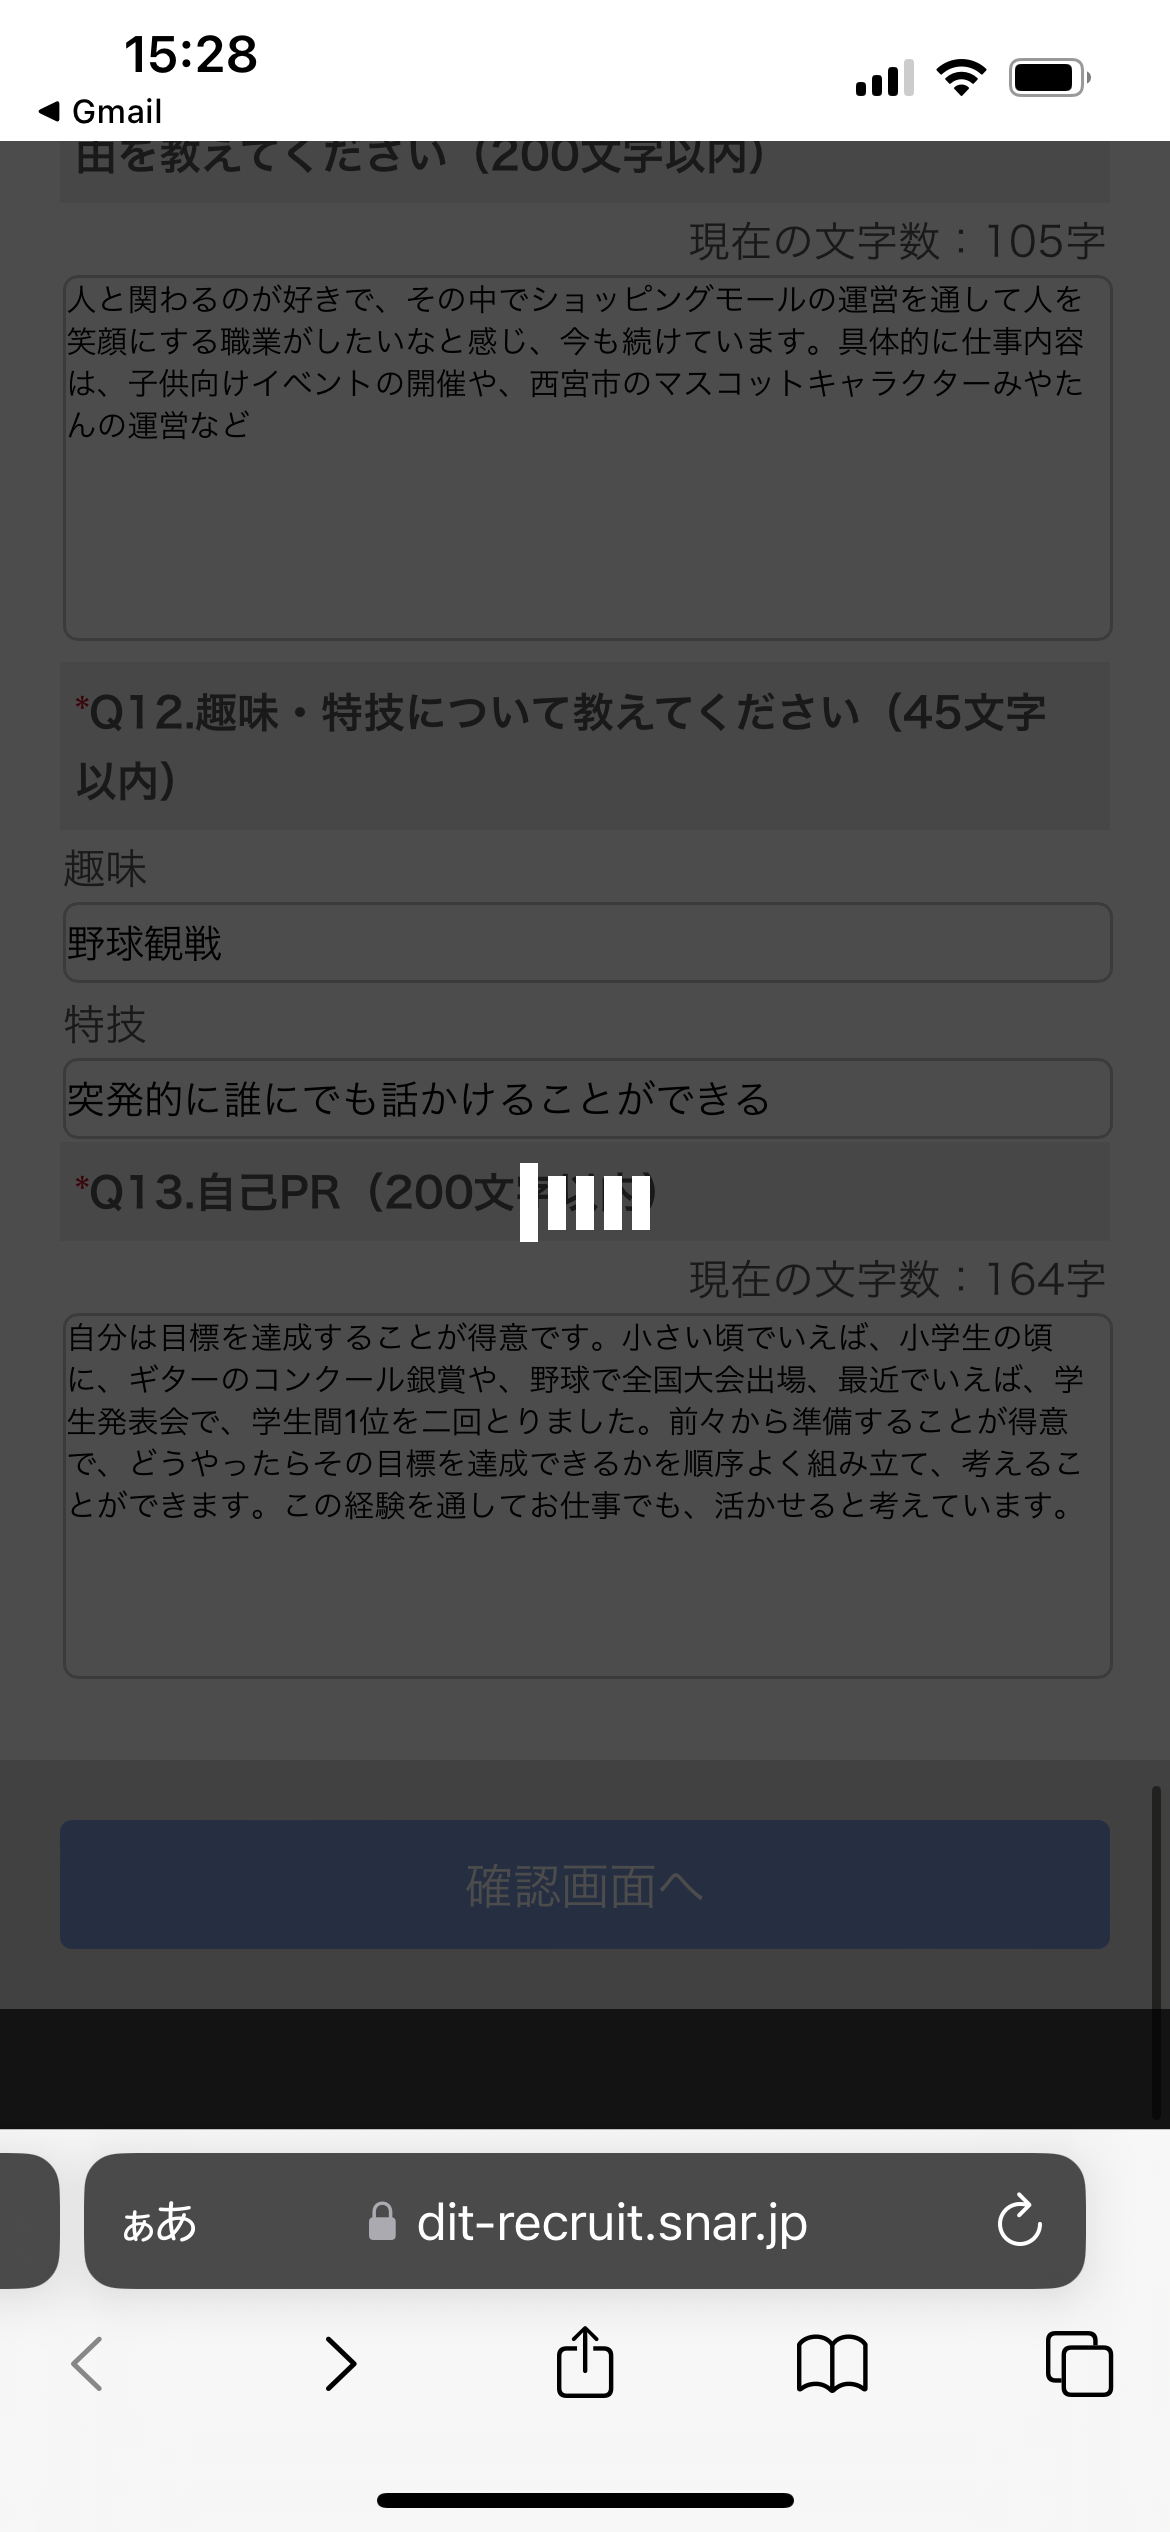 15:28
◀ Gmail
由を教えてください（200文字以内）
現在の文字数：105字
人と関わるのが好きで、その中でショッピングモールの運営を通して人を
笑顔にする職業がしたいなと感じ、今も続けています。具体的に仕事内容
は、子供向けイベントの開催や、西宮市のマスコットキャラクターみやた
んの運営など
*Q12.趣味・特技について教えてください（45文字
以内）
趣味
野球観戦
特技
突発的に誰にでも話かけることができる
*Q13.自己PR（200文字以内）
現在の文字数：164字
自分は目標を達成することが得意です。小さい頃でいえば、小学生の頃
に、ギターのコンクール銀賞や、野球で全国大会出場、最近でいえば、学
生発表会で、学生間1位を二回とりました。前々から準備することが得意
で、どうやったらその目標を達成できるかを順序よく組み立て、考えるこ
とができます。この経験を通してお仕事でも、活かせると考えています。
確認画面へ
ぁあ dit-recruit.snar.jp